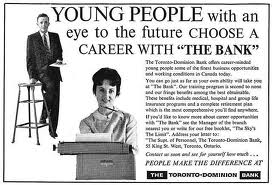 YOUNG PEOPLE with an
eye to the future CHOOSE A
CAREER WITH "THE BANK"
The Toronto-Dominion Bank offers career-minded
young people some of the finest business opportunities
and working conditions in Canada today.
You can go just as far as your own ability will take you
at "The Bank". Our training program is second to none
and our fringe benefits among the best obtainable.
These benefits include medical, hospital and group life
insurance programs and a complete retirement plan
which is the most comprehensive you'll find anywhere.
If you'd like to know more about career opportunities
with "The Bank" see the Manager of the branch
nearest you or write for our free booklet, "The Sky's
The Limit". Address your letter to:
"The Supt. of Personnel, The Toronto-Dominion Bank,
55 King St. West, Toronto, Ontario.
Contact us soon and see for yourself how much . . .
PEOPLE MAKE THE DIFFERENCE AT
THE TORONTO-DOMINION BANK